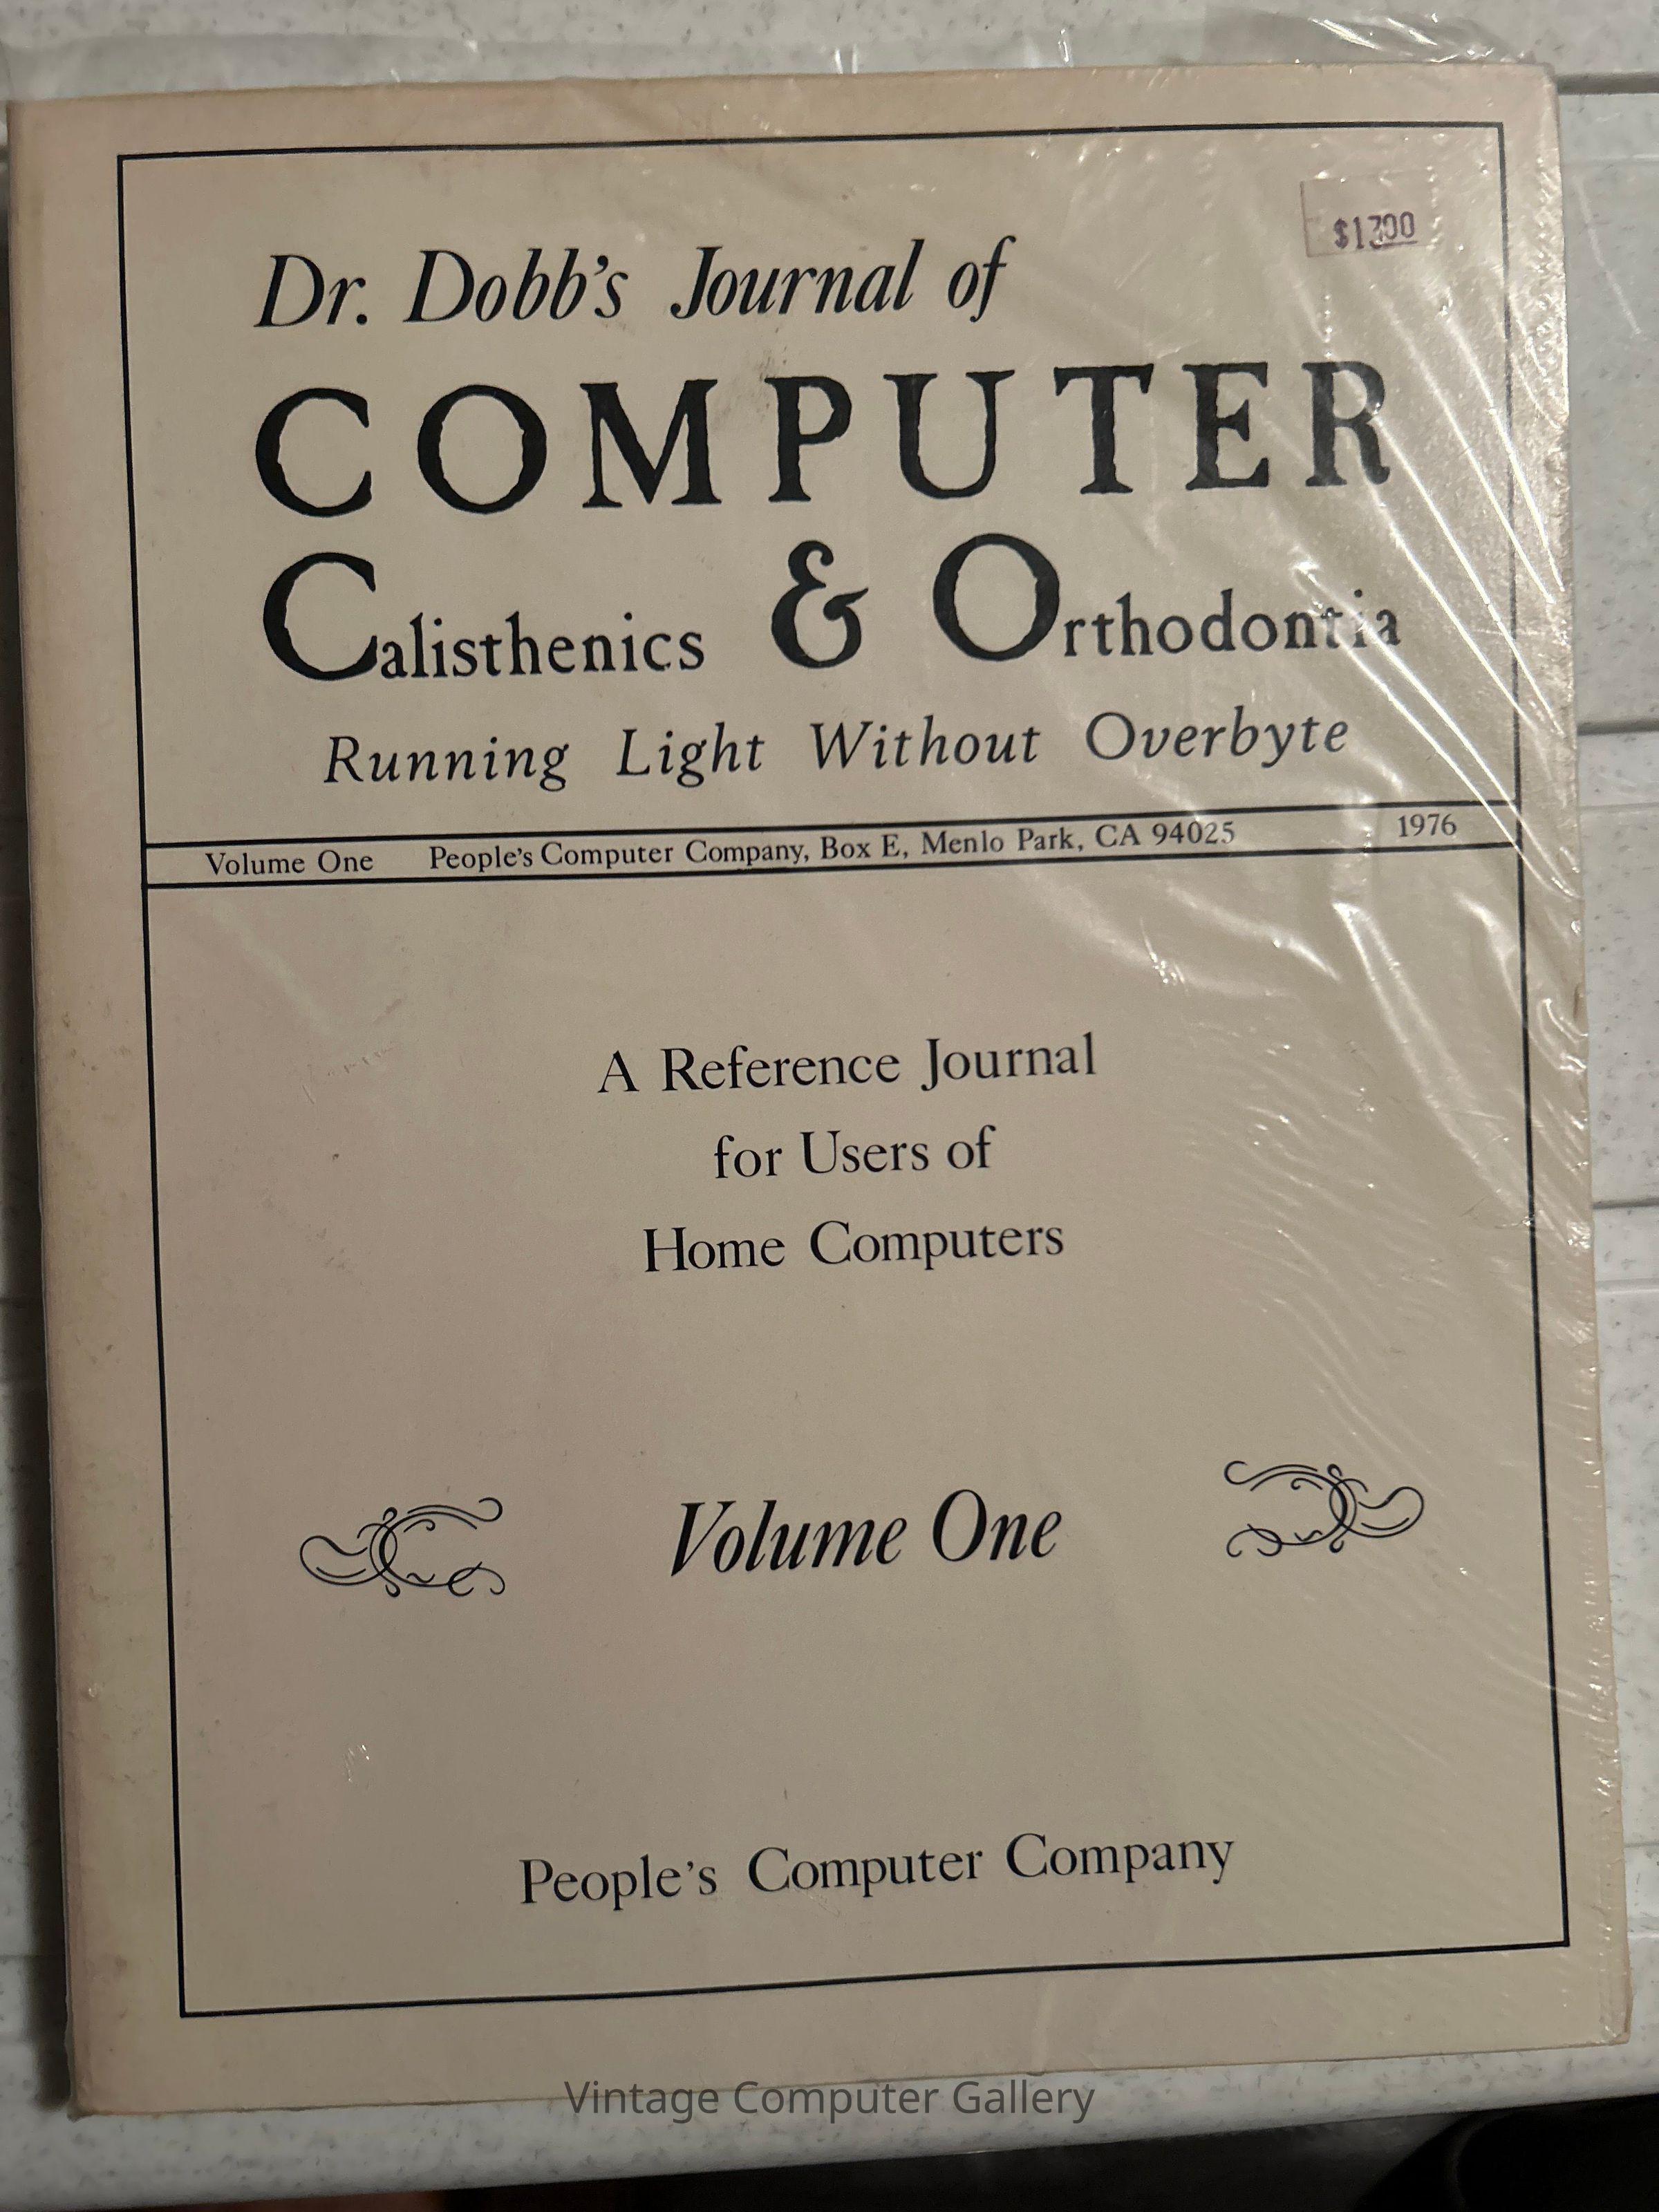 $1300
Dr. Dobb's Journal of
COMPUTER
Calisthenics & Orthodontia
Running Light Without Overbyte
Volume One People's Computer Company, Box E, Menlo Park, CA 94025 1976
A Reference Journal
for Users of
Home Computers
Volume One
People's Computer Company
Vintage Computer Gallery